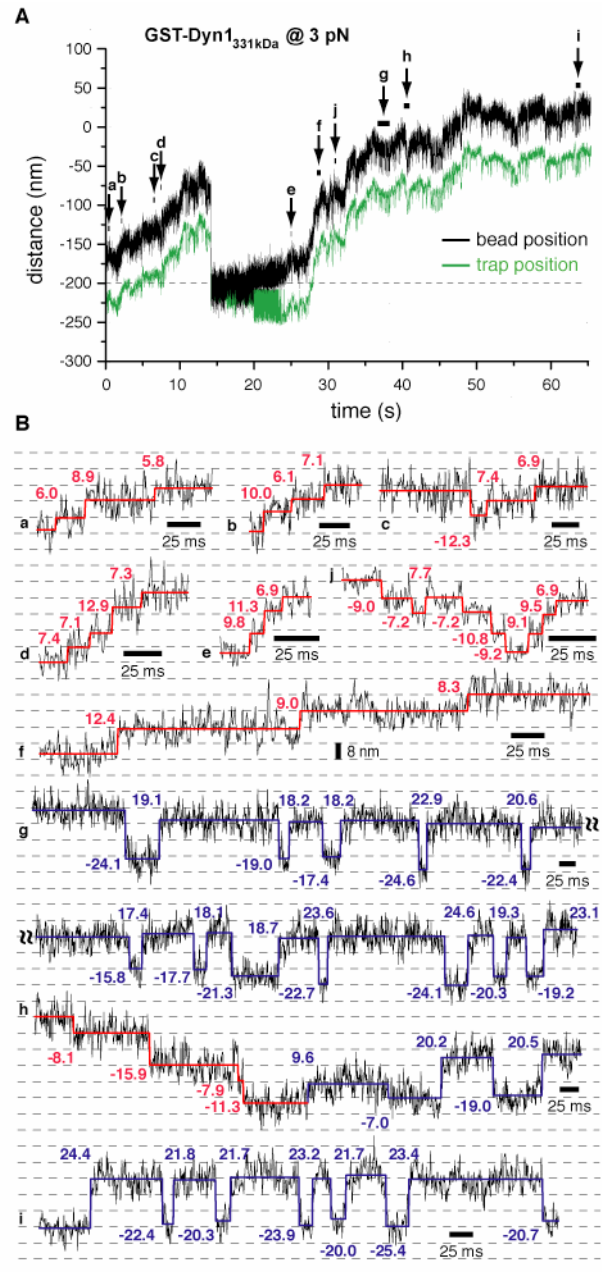 A
GST-Dyn1331kDa @ 3 pN
distance (nm)
100
50
0
-50
-100
-150
-200
-250
-300
a
b
c
d
e
f
j
g
h
i
bead position
trap position
0
10
20
30
40
50
60
time (s)
B
6.0
8.9
5.8
a
25 ms
10.0
6.1
7.1
b
25 ms
7.4
6.9
-12.3
c
25 ms
7.4
7.1
12.9
7.3
d
25 ms
9.8
11.3
6.9
e
25 ms
j
-9.0
-7.2
7.7
-7.2
-10.8
-9.2
9.1
9.5
6.9
25 ms
12.4
9.0
8.3
f
8 nm
25 ms
g
19.1
18.2
18.2
22.9
20.6
-24.1
-19.0
-17.4
-24.6
-22.4
25 ms
17.4
18.1
18.7
23.6
24.6
19.3
23.1
-15.8
-17.7
-21.3
-22.7
-24.1
-20.3
-19.2
h
-8.1
-15.9
-7.9
-11.3
9.6
-7.0
20.2
-19.0
20.5
25 ms
24.4
21.8
21.7
23.2
21.7
23.4
i
-22.4
-20.3
-23.9
-20.0
-25.4
-20.7
25 ms